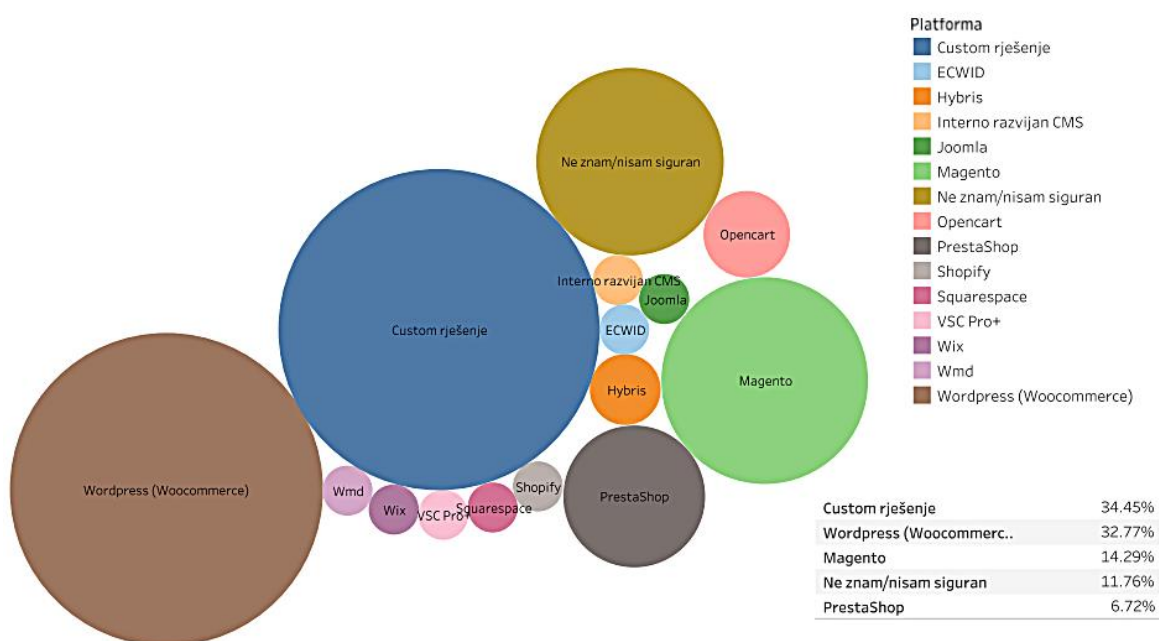 Platforma
Custom rješenje
ECWID
Hybris
Interno razvijan CMS
Joomla
Magento
Ne znam/nisam siguran
Opencart
PrestaShop
Shopify
Squarespace
VSC Pro+
Wix
Wmd
Wordpress (Woocommerce)
Ne znam/nisam siguran
Opencart
Interno razvijan CMS
Joomla
Custom rješenje
ECWID
Magento
Hybris
Wordpress (Woocommerce)
Wmd
Wix
VSC Pro+
Squarespace
Shopify
PrestaShop
Custom rješenje 34.45%
Wordpress (Woocommerc.. 32.77%
Magento 14.29%
Ne znam/nisam siguran 11.76%
PrestaShop 6.72%